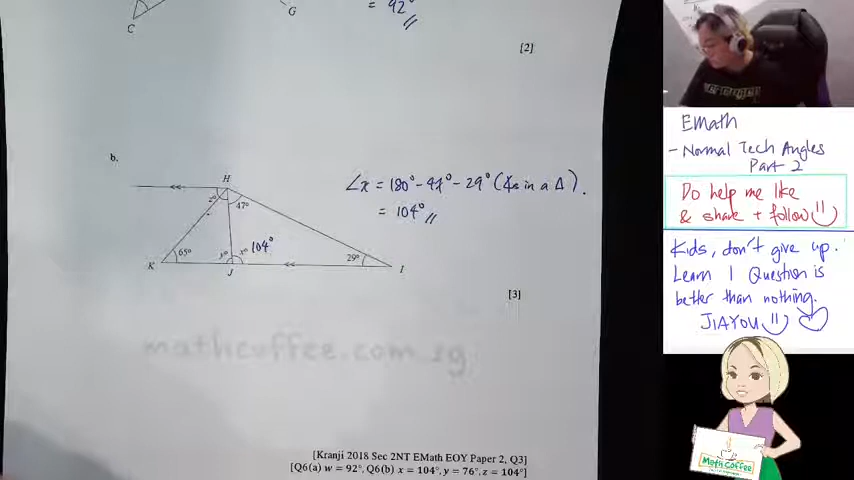 C
G
= 92°
[2]
b.
H
z°
47°
∠x = 180° - 47° - 29° (∠s in a Δ).
= 104°
65°
y°
x°
104°
29°
K
J
I
[3]
mathcoffee.com.sg
[Kranji 2018 Sec 2NT EMath EOY Paper 2, Q3]
[Q6(a) w = 92°, Q6(b) x = 104°, y = 76°, z = 104°]
EMath
- Normal Tech Angles
Part 2
Do help me like
& share + follow
Kids, don't give up.
Learn 1 Question is
better than nothing.
JIAYOU
Math Coffee